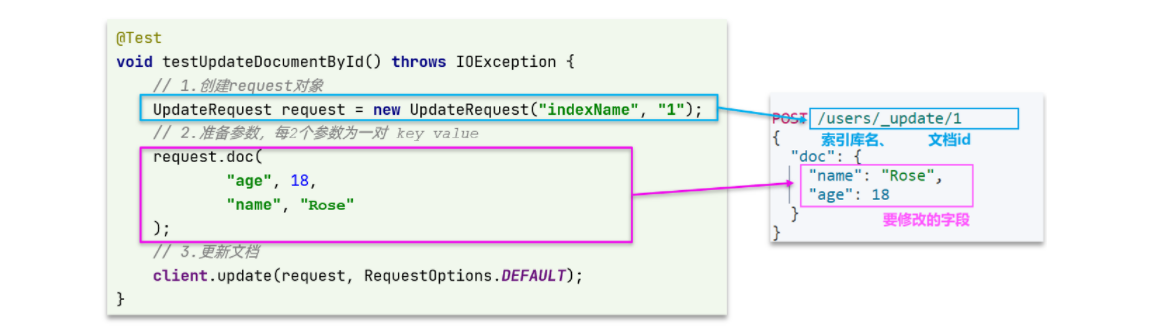 @Test
void testUpdateDocumentById() throws IOException {
// 1.创建request对象
UpdateRequest request = new UpdateRequest("indexName", "1");
// 2.准备参数，每2个参数为一对 key value
request.doc(
"age", 18,
"name", "Rose"
);
// 3.更新文档
client.update(request, RequestOptions.DEFAULT);
}
POST /users/_update/1
{ 索引库名、 文档id
"doc": {
"name": "Rose",
"age": 18
} 要修改的字段
}